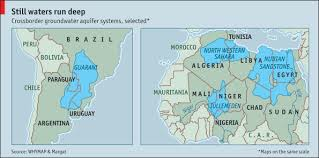 Still waters run deep
Crossborder groundwater aquifer systems, selected*
BRAZIL
BOLIVIA
GUARANI
PARAGUAY
CHILE
ARGENTINA
URUGUAY
TUNISIA
MOROCCO
NORTH WESTERN
SAHARA
NUBIAN
SANDSTONE
ALGERIA
LIBYA
EGYPT
MAURITANIA
MALI
NIGER
IULLEMEDEN
CHAD
SUDAN
NIGERIA
Source: WHYMAP & Margat
*Maps on the same scale